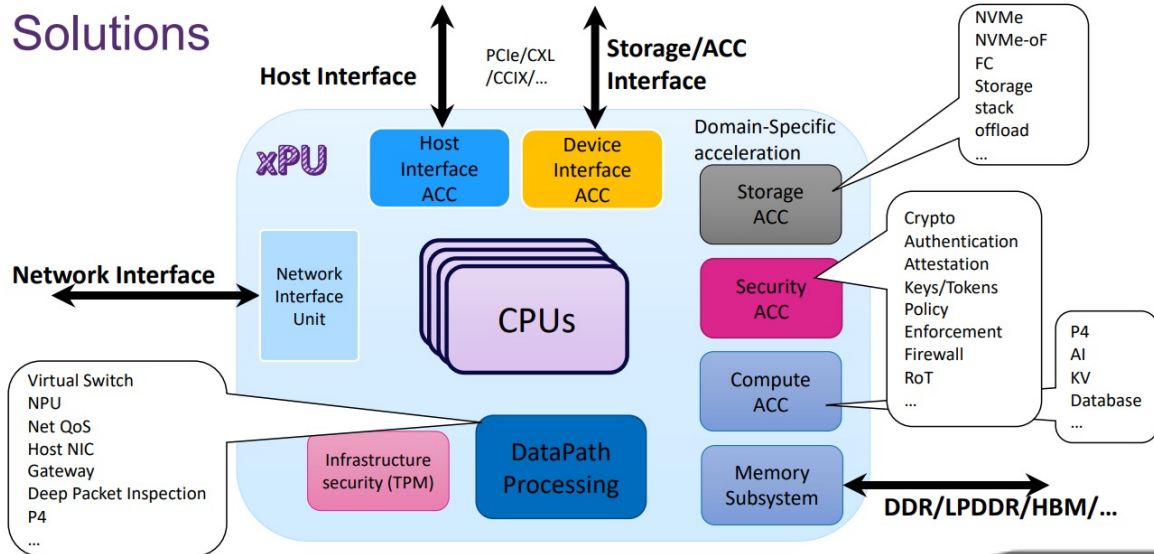 Solutions
Host Interface
PCIe/CXL
/CCIX/...
Storage/ACC
Interface
NVMe
NVMe-oF
FC
Storage
stack
offload
...
xPU
Host
Interface
ACC
Device
Interface
ACC
Domain-Specific
acceleration
Storage
ACC
Network Interface
Network
Interface
Unit
CPUs
Security
ACC
Crypto
Authentication
Attestation
Keys/Tokens
Policy
Enforcement
Firewall
RoT
...
Compute
ACC
P4
AI
KV
Database
...
Virtual Switch
NPU
Net QoS
Host NIC
Gateway
Deep Packet Inspection
P4
...
Infrastructure
security (TPM)
DataPath
Processing
Memory
Subsystem
DDR/LPDDR/HBM/...